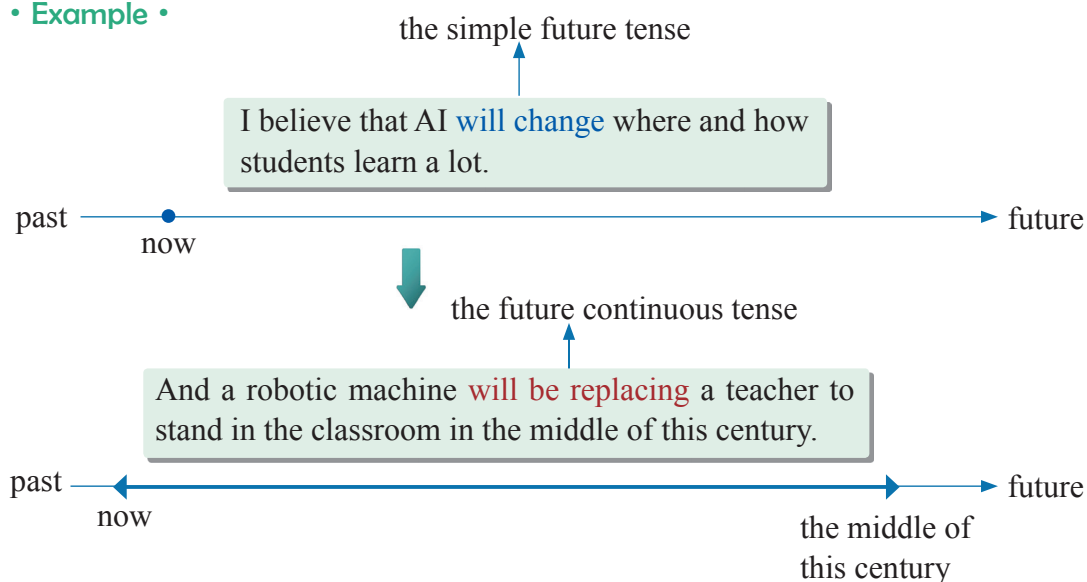 • Example •
the simple future tense
I believe that AI will change where and how
students learn a lot.
past
future
now
the future continuous tense
And a robotic machine will be replacing a teacher to
stand in the classroom in the middle of this century.
past
future
now
the middle of
this century